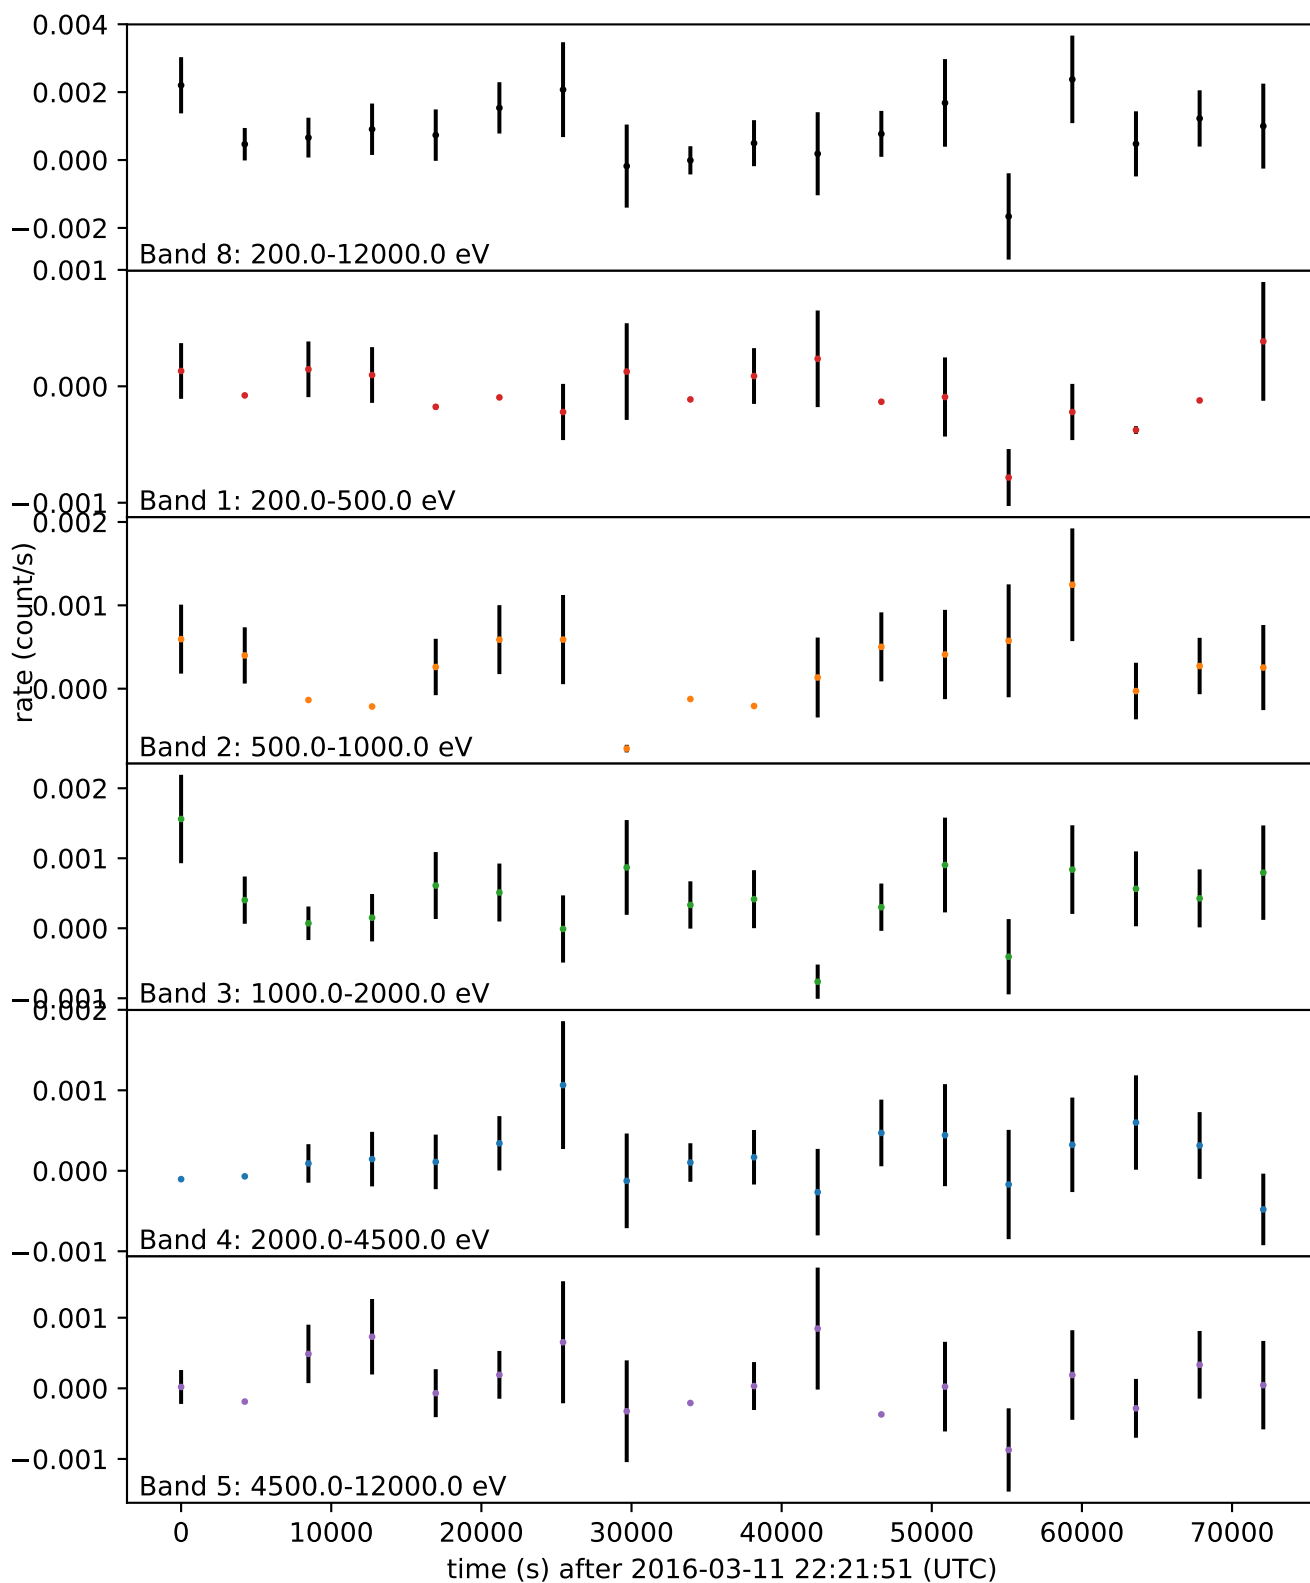 0.004
0.002
0.000
−0.002
Band 8: 200.0-12000.0 eV
0.001
0.000
−0.001
Band 1: 200.0-500.0 eV
0.002
0.001
0.000
Band 2: 500.0-1000.0 eV
rate (count/s)
0.002
0.001
0.000
−0.001
Band 3: 1000.0-2000.0 eV
0.002
0.001
0.000
−0.001
Band 4: 2000.0-4500.0 eV
0.001
0.000
−0.001
Band 5: 4500.0-12000.0 eV
0 10000 20000 30000 40000 50000 60000 70000
time (s) after 2016-03-11 22:21:51 (UTC)